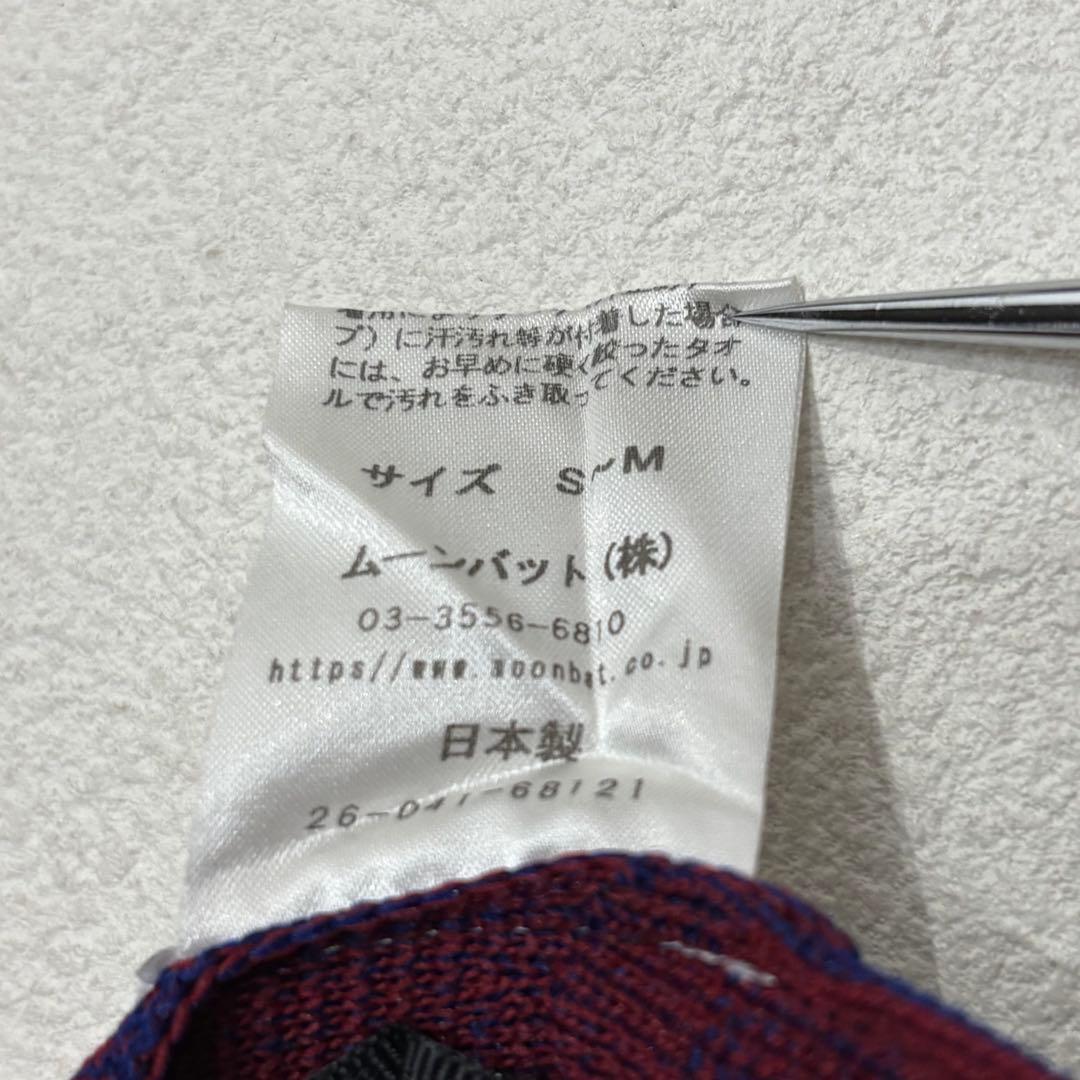 プ)に汗汚れ等が付着した場合
には、お早めに硬く絞ったタオ
ルで汚れをふき取ってください。
サイズ S/M
ムーンバット(株)
03-3556-6810
https//www.moonbat.co.jp
日本製
26-041-68121